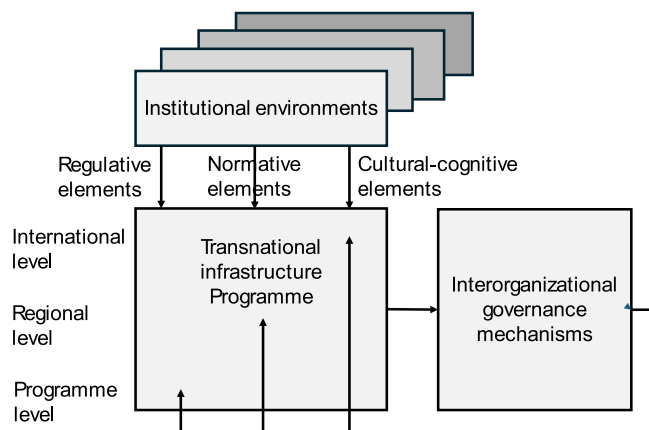 Institutional environments
Regulative
elements
Normative
elements
Cultural-cognitive
elements
International
level
Regional
level
Programme
level
Transnational
infrastructure
Programme
Interorganizational
governance
mechanisms